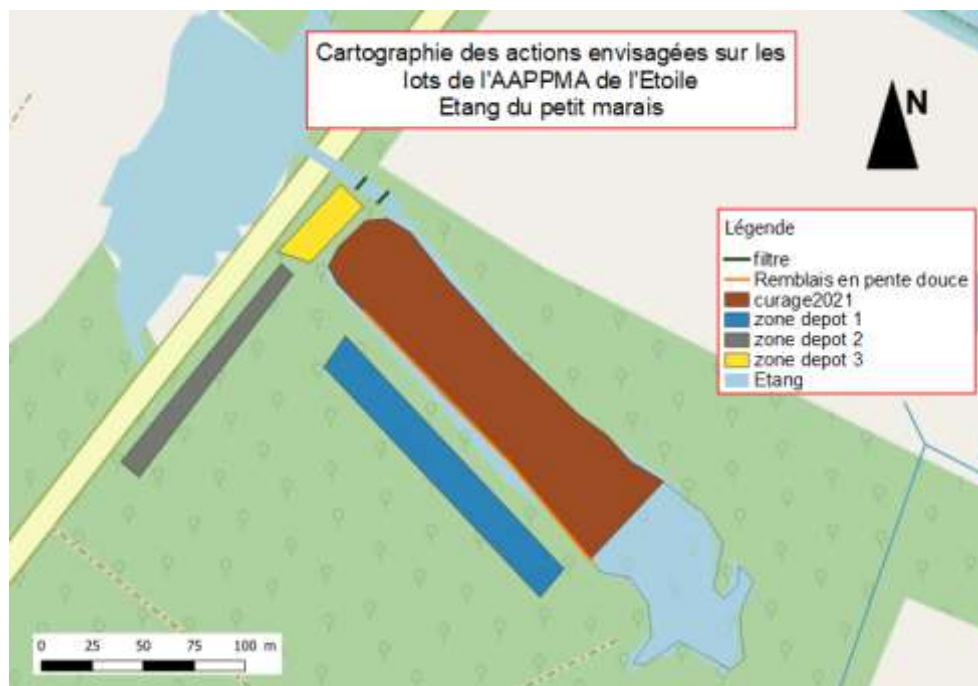 Cartographie des actions envisagées sur les
lots de l'AAPPMA de l'Etoile
Etang du petit marais
N
Légende
filtre
Remblais en pente douce
curage2021
zone depot 1
zone depot 2
zone depot 3
Etang
0 25 50 75 100 m